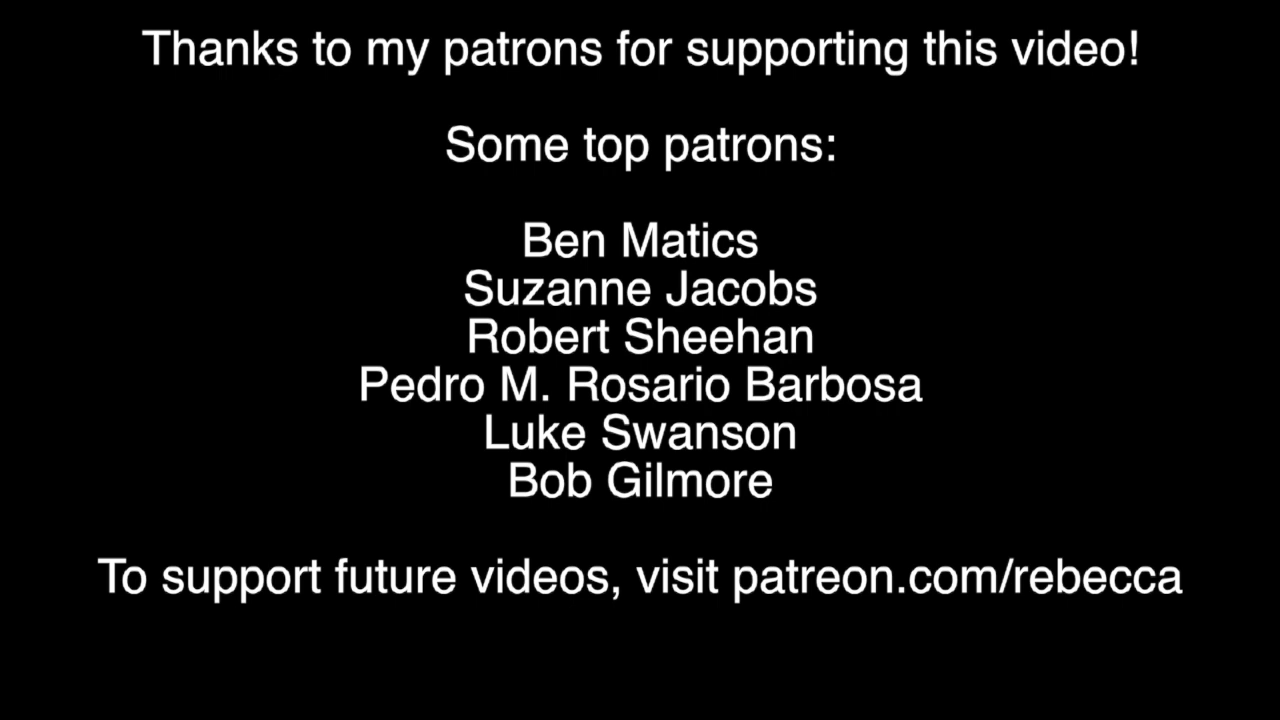 Thanks to my patrons for supporting this video!
Some top patrons:
Ben Matics
Suzanne Jacobs
Robert Sheehan
Pedro M. Rosario Barbosa
Luke Swanson
Bob Gilmore
To support future videos, visit patreon.com/rebecca